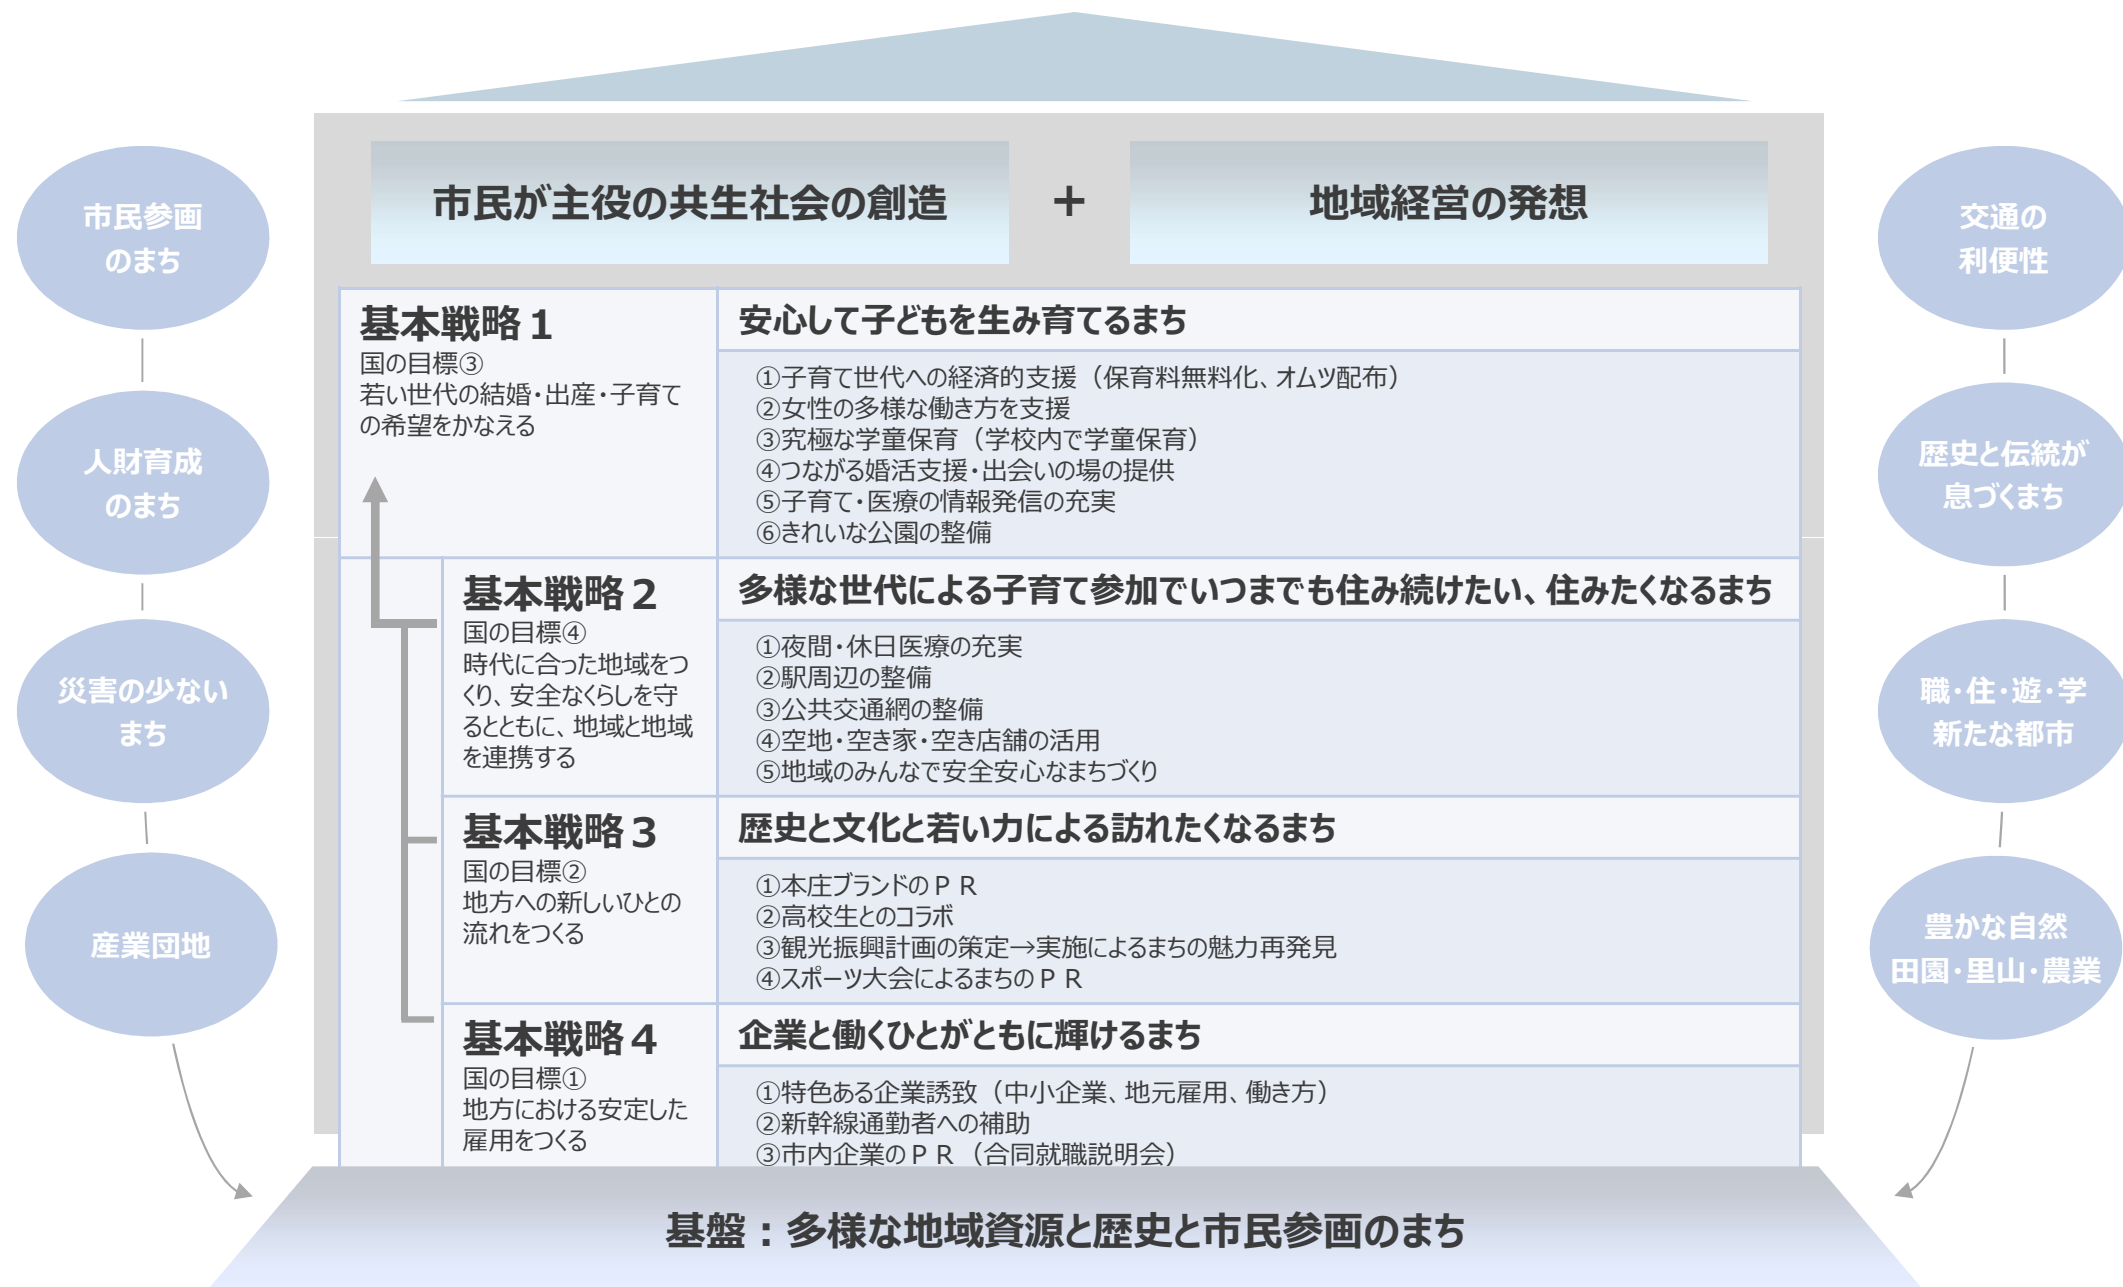 市民が主役の共生社会の創造
+
地域経営の発想
市民参画
のまち
人財育成
のまち
災害の少ない
まち
産業団地
基本戦略1
国の目標③
若い世代の結婚・出産・子育て
の希望をかなえる
安心して子どもを生み育てるまち
①子育て世代への経済的支援（保育料無料化、オムツ配布）
②女性の多様な働き方を支援
③究極な学童保育（学校内で学童保育）
④つながる婚活支援・出会いの場の提供
⑤子育て・医療の情報発信の充実
⑥きれいな公園の整備
基本戦略2
国の目標④
時代に合った地域をつ
くり、安全なくらしを守
るとともに、地域と地域
を連携する
多様な世代による子育て参加でいつまでも住み続けたい、住みたくなるまち
①夜間・休日医療の充実
②駅周辺の整備
③公共交通網の整備
④空地・空き家・空き店舗の活用
⑤地域のみんなで安全安心なまちづくり
基本戦略3
国の目標②
地方への新しいひとの
流れをつくる
歴史と文化と若い力による訪れたくなるまち
①本庄ブランドのＰＲ
②高校生とのコラボ
③観光振興計画の策定→実施によるまちの魅力再発見
④スポーツ大会によるまちのＰＲ
基本戦略4
国の目標①
地方における安定した
雇用をつくる
企業と働くひとがともに輝けるまち
①特色ある企業誘致（中小企業、地元雇用、働き方）
②新幹線通勤者への補助
③市内企業のＰＲ（合同就職説明会）
交通の
利便性
歴史と伝統が
息づくまち
職・住・遊・学
新たな都市
豊かな自然
田園・里山・農業
基盤：多様な地域資源と歴史と市民参画のまち